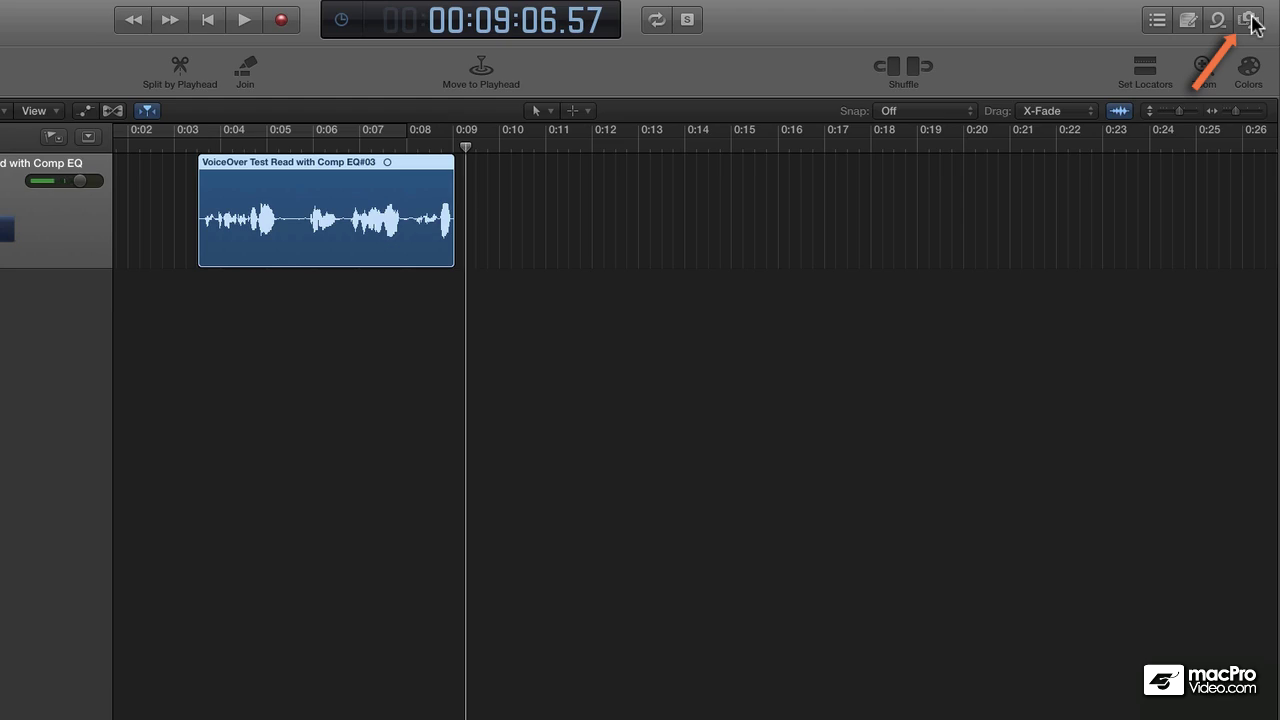 00:09:06.57
S
Split by Playhead
Join
Move to Playhead
Shuffle
Set Locators
Colors
View
Snap: Off
Drag: X-Fade
0:02 0:03 0:04 0:05 0:06 0:07 0:08 0:09 0:10 0:11 0:12 0:13 0:14 0:15 0:16 0:17 0:18 0:19 0:20 0:21 0:22 0:23 0:24 0:25 0:26
d with Comp EQ
VoiceOver Test Read with Comp EQ#03
macPro
Video.com